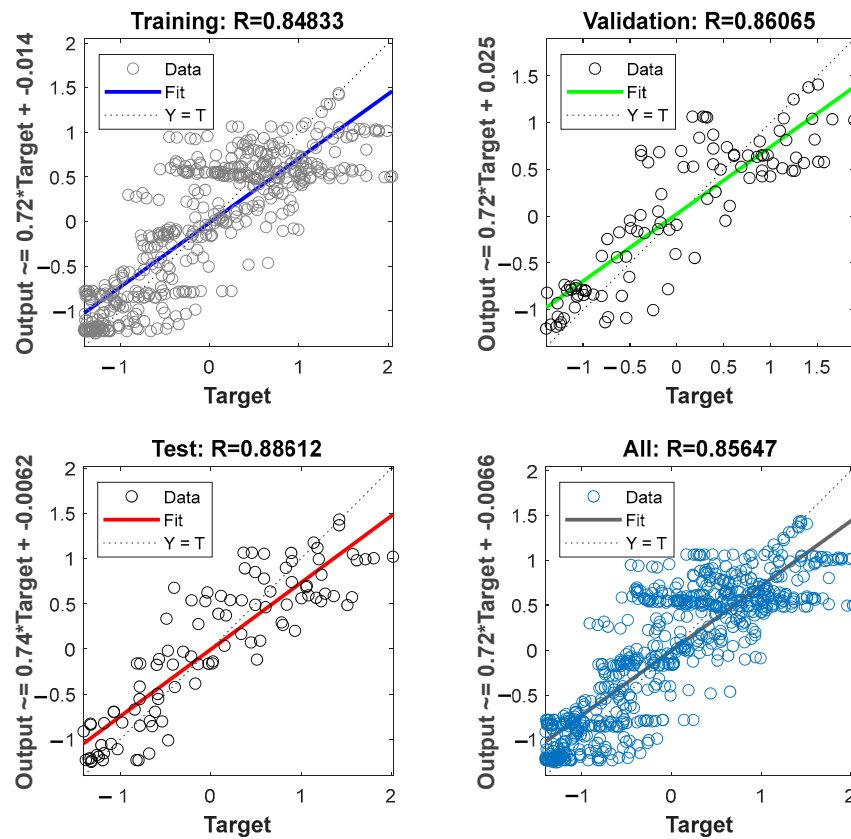 Training: R=0.84833
Output ~= 0.72*Target + -0.014
2
1.5
1
0.5
0
−0.5
−1
Data
Fit
Y = T
−1
0
1
2
Target
Validation: R=0.86065
Output ~= 0.72*Target + 0.025
1.5
1
0.5
0
−0.5
−1
Data
Fit
Y = T
−1
−0.5
0
0.5
1
1.5
Target
Test: R=0.88612
Output ~= 0.74*Target + -0.0062
2
1.5
1
0.5
0
−0.5
−1
Data
Fit
Y = T
−1
0
1
2
Target
All: R=0.85647
Output ~= 0.72*Target + -0.0066
2
1.5
1
0.5
0
−0.5
−1
Data
Fit
Y = T
−1
0
1
2
Target